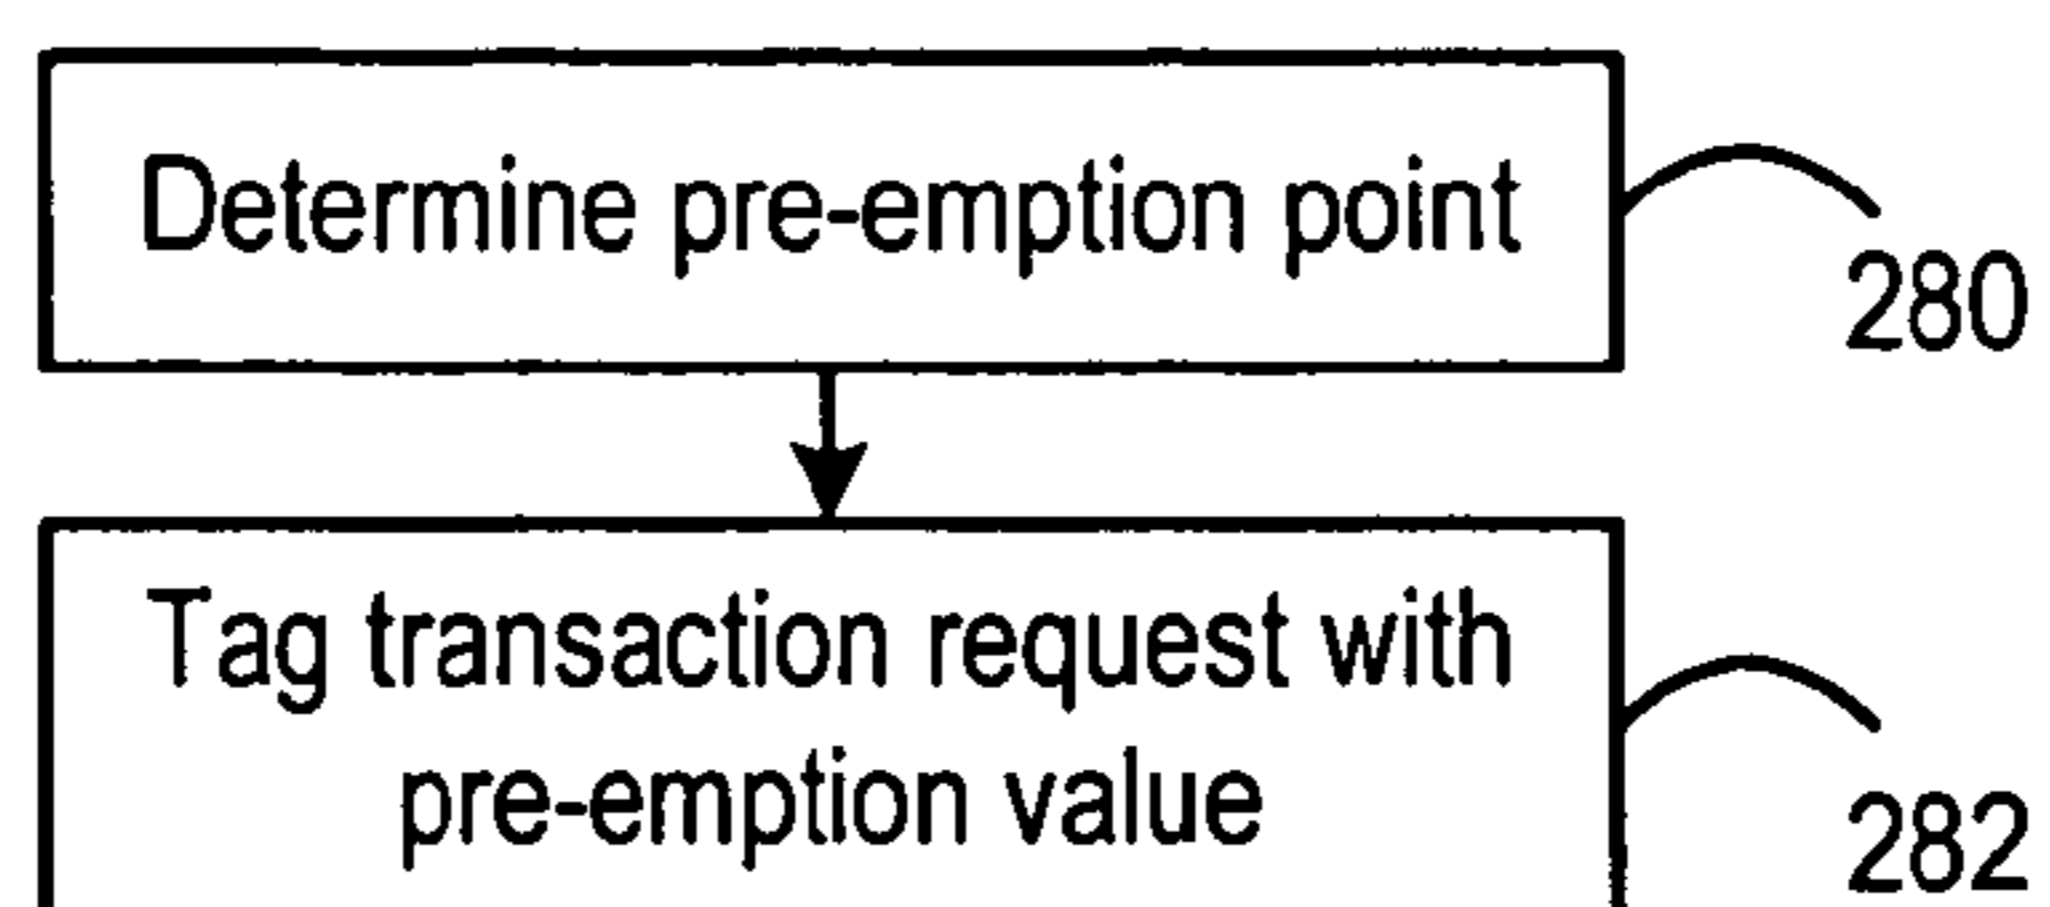 Determine pre-emption point
280
Tag transaction request with
pre-emption value
282